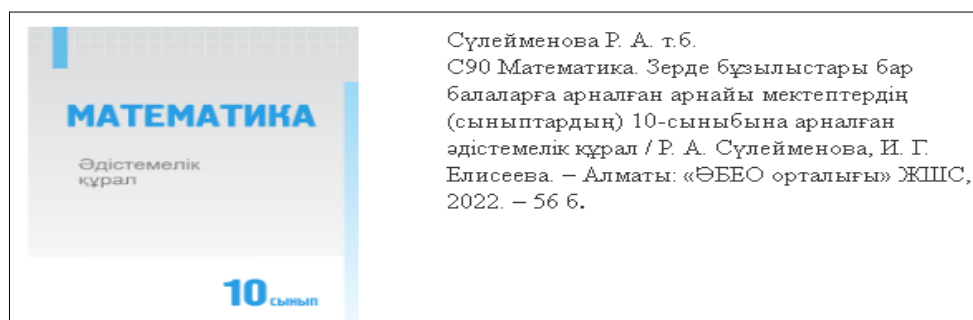 МАТЕМАТИКА
Әдістемелік
құрал
10 сынып
Сүлейменова Р. А. т.б.
С90 Математика. Зерде бұзылыстары бар
балаларға арналған арнайы мектептердің
(сыныптардың) 10-сыныбына арналған
әдістемелік құрал / Р. А. Сүлейменова, И. Г.
Елисеева. – Алматы: «ӘБЕО орталығы» ЖШС,
2022. – 56 б.